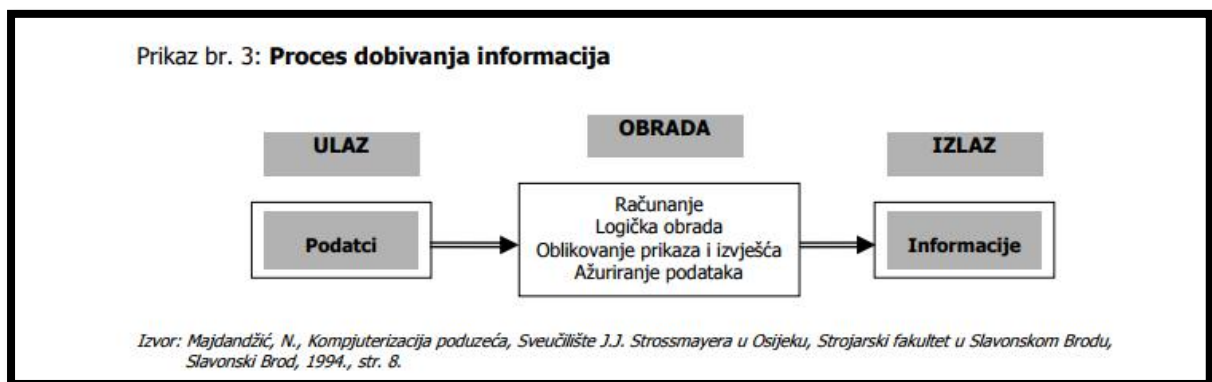 Prikaz br. 3: Proces dobivanja informacija
ULAZ
OBRADA
IZLAZ
Podatci
Računanje
Logička obrada
Oblikovanje prikaza i izvješća
Ažuriranje podataka
Informacije
Izvor: Majdandžić, N., Kompjuterizacija poduzeća, Sveučilište J.J. Strossmayera u Osijeku, Strojarski fakultet u Slavonskom Brodu,
Slavonski Brod, 1994., str. 8.